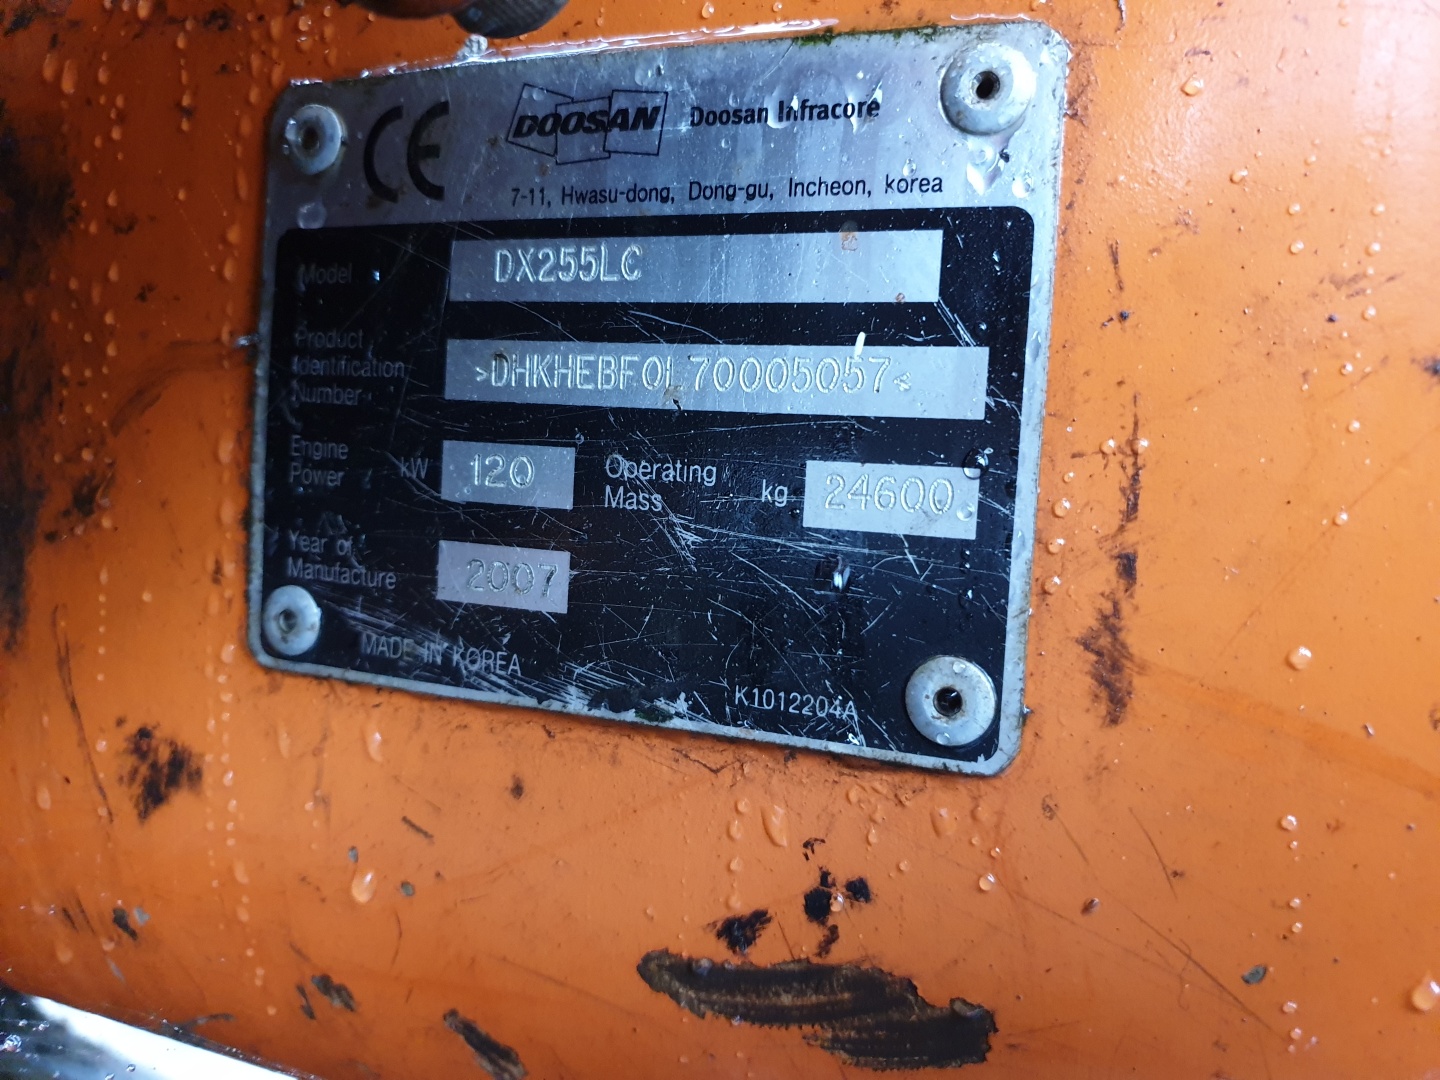 CE DOOSAN Doosan Infracore
7-11, Hwasu-dong, Dong-gu, Incheon, korea
Model DX255LC
Product
Identification
Number >DHKHEBF0L70005057<
Engine
Power kW 120 Operating
Mass kg 24600
Year of
Manufacture 2007
MADE IN KOREA
K1012204A